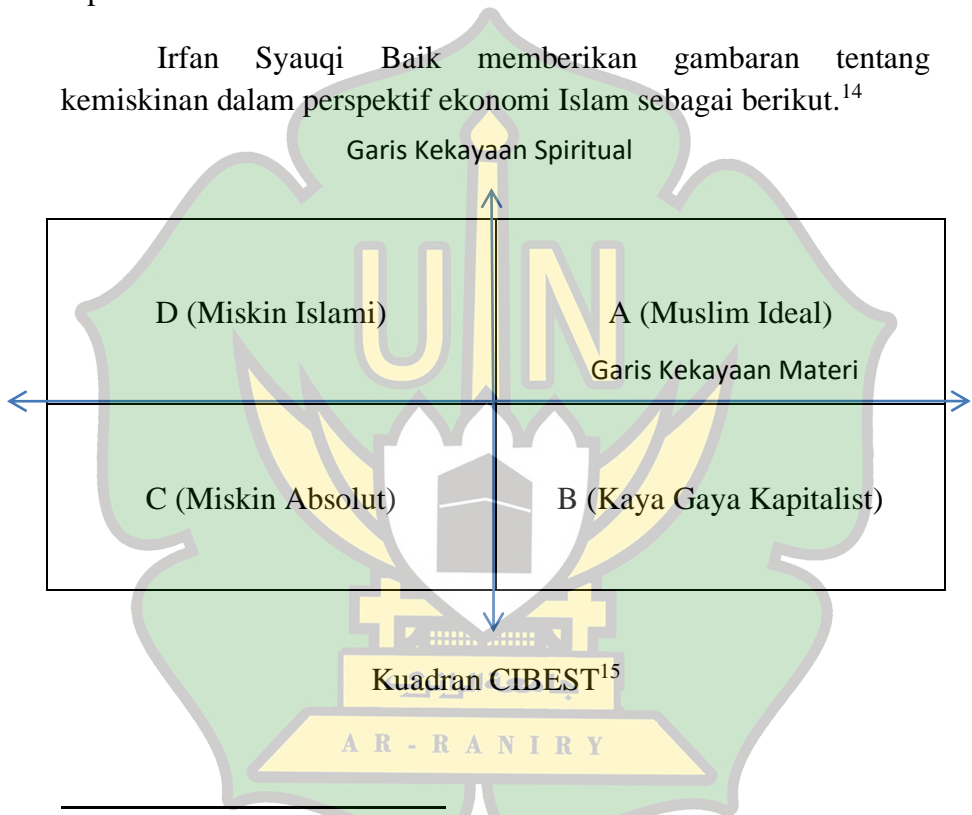 Irfan Syauqi Baik memberikan gambaran tentang
kemiskinan dalam perspektif ekonomi Islam sebagai berikut.14
Garis Kekayaan Spiritual
UIN
D (Miskin Islami) A (Muslim Ideal)
Garis Kekayaan Materi
C (Miskin Absolut) B (Kaya Gaya Kapitalist)
Kuadran CIBEST15
AR-RANIRY